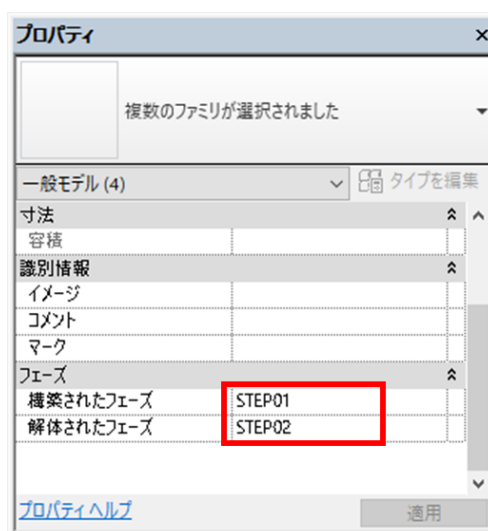 プロパティ
複数のファミリが選択されました
一般モデル (4)
タイプを編集
寸法
容積
識別情報
イメージ
コメント
マーク
フェーズ
構築されたフェーズ STEP01
解体されたフェーズ STEP02
プロパティ ヘルプ
適用